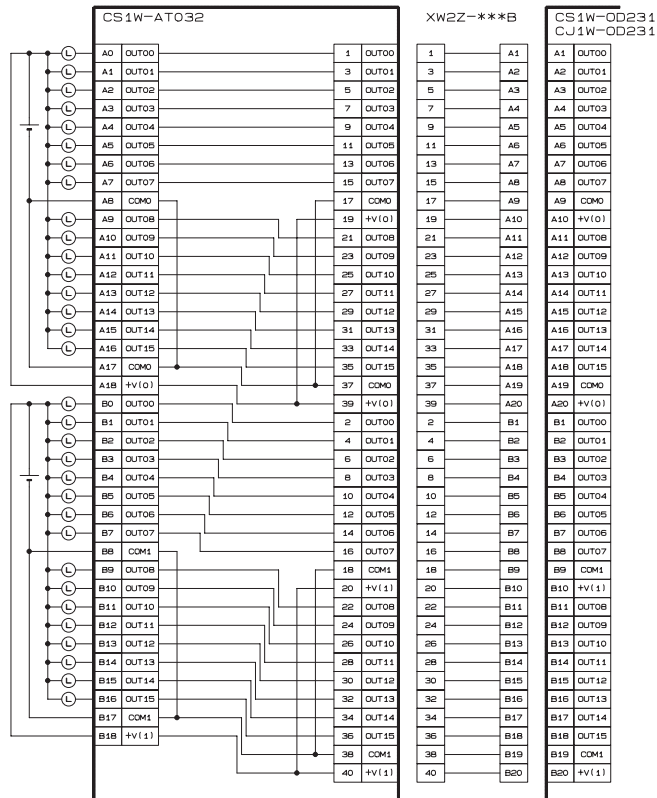 CS1W-AT032 XW2Z-***B CS1W-OD231
CJ1W-OD231
L A0 OUT00 1 OUT00 1 A1 A1 OUT00
L A1 OUT01 3 OUT01 3 A2 A2 OUT01
L A2 OUT02 5 OUT02 5 A3 A3 OUT02
L A3 OUT03 7 OUT03 7 A4 A4 OUT03
L A4 OUT04 9 OUT04 9 A5 A5 OUT04
L A5 OUT05 11 OUT05 11 A6 A6 OUT05
L A6 OUT06 13 OUT06 13 A7 A7 OUT06
L A7 OUT07 15 OUT07 15 A8 A8 OUT07
A8 COM0 17 COM0 17 A9 A9 COM0
L A9 OUT08 19 +V(0) 19 A10 A10 +V(0)
L A10 OUT09 21 OUT08 21 A11 A11 OUT08
L A11 OUT10 23 OUT09 23 A12 A12 OUT09
L A12 OUT11 25 OUT10 25 A13 A13 OUT10
L A13 OUT12 27 OUT11 27 A14 A14 OUT11
L A14 OUT13 29 OUT12 29 A15 A15 OUT12
L A15 OUT14 31 OUT13 31 A16 A16 OUT13
L A16 OUT15 33 OUT14 33 A17 A17 OUT14
A17 COM0 35 OUT15 35 A18 A18 OUT15
A18 +V(0) 37 COM0 37 A19 A19 COM0
L B0 OUT00 39 +V(0) 39 A20 A20 +V(0)
L B1 OUT01 2 OUT00 2 B1 B1 OUT00
L B2 OUT02 4 OUT01 4 B2 B2 OUT01
L B3 OUT03 6 OUT02 6 B3 B3 OUT02
L B4 OUT04 8 OUT03 8 B4 B4 OUT03
L B5 OUT05 10 OUT04 10 B5 B5 OUT04
L B6 OUT06 12 OUT05 12 B6 B6 OUT05
L B7 OUT07 14 OUT06 14 B7 B7 OUT06
B8 COM1 16 OUT07 16 B8 B8 OUT07
L B9 OUT08 18 COM1 18 B9 B9 COM1
L B10 OUT09 20 +V(1) 20 B10 B10 +V(1)
L B11 OUT10 22 OUT08 22 B11 B11 OUT08
L B12 OUT11 24 OUT09 24 B12 B12 OUT09
L B13 OUT12 26 OUT10 26 B13 B13 OUT10
L B14 OUT13 28 OUT11 28 B14 B14 OUT11
L B15 OUT14 30 OUT12 30 B15 B15 OUT12
L B16 OUT15 32 OUT13 32 B16 B16 OUT13
B17 COM1 34 OUT14 34 B17 B17 OUT14
B18 +V(1) 36 OUT15 36 B18 B18 OUT15
38 COM1 38 B19 B19 COM1
40 +V(1) 40 B20 B20 +V(1)